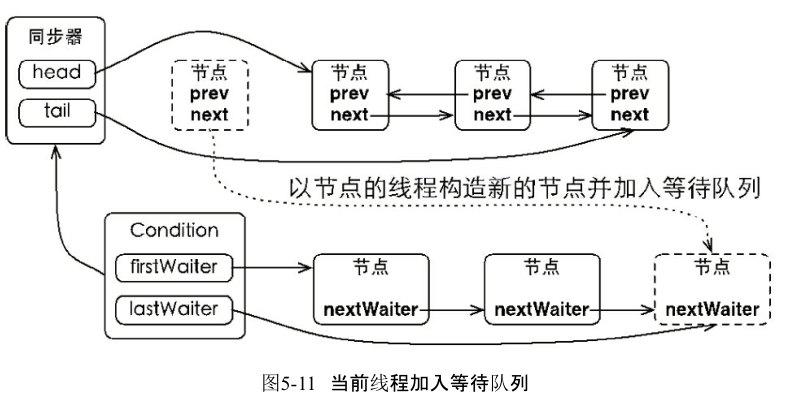 同步器
head
tail
节点
prev
next
节点
prev
next
节点
prev
next
节点
prev
next
以节点的线程构造新的节点并加入等待队列
Condition
firstWaiter
lastWaiter
节点
nextWaiter
节点
nextWaiter
节点
nextWaiter
图5-11 当前线程加入等待队列